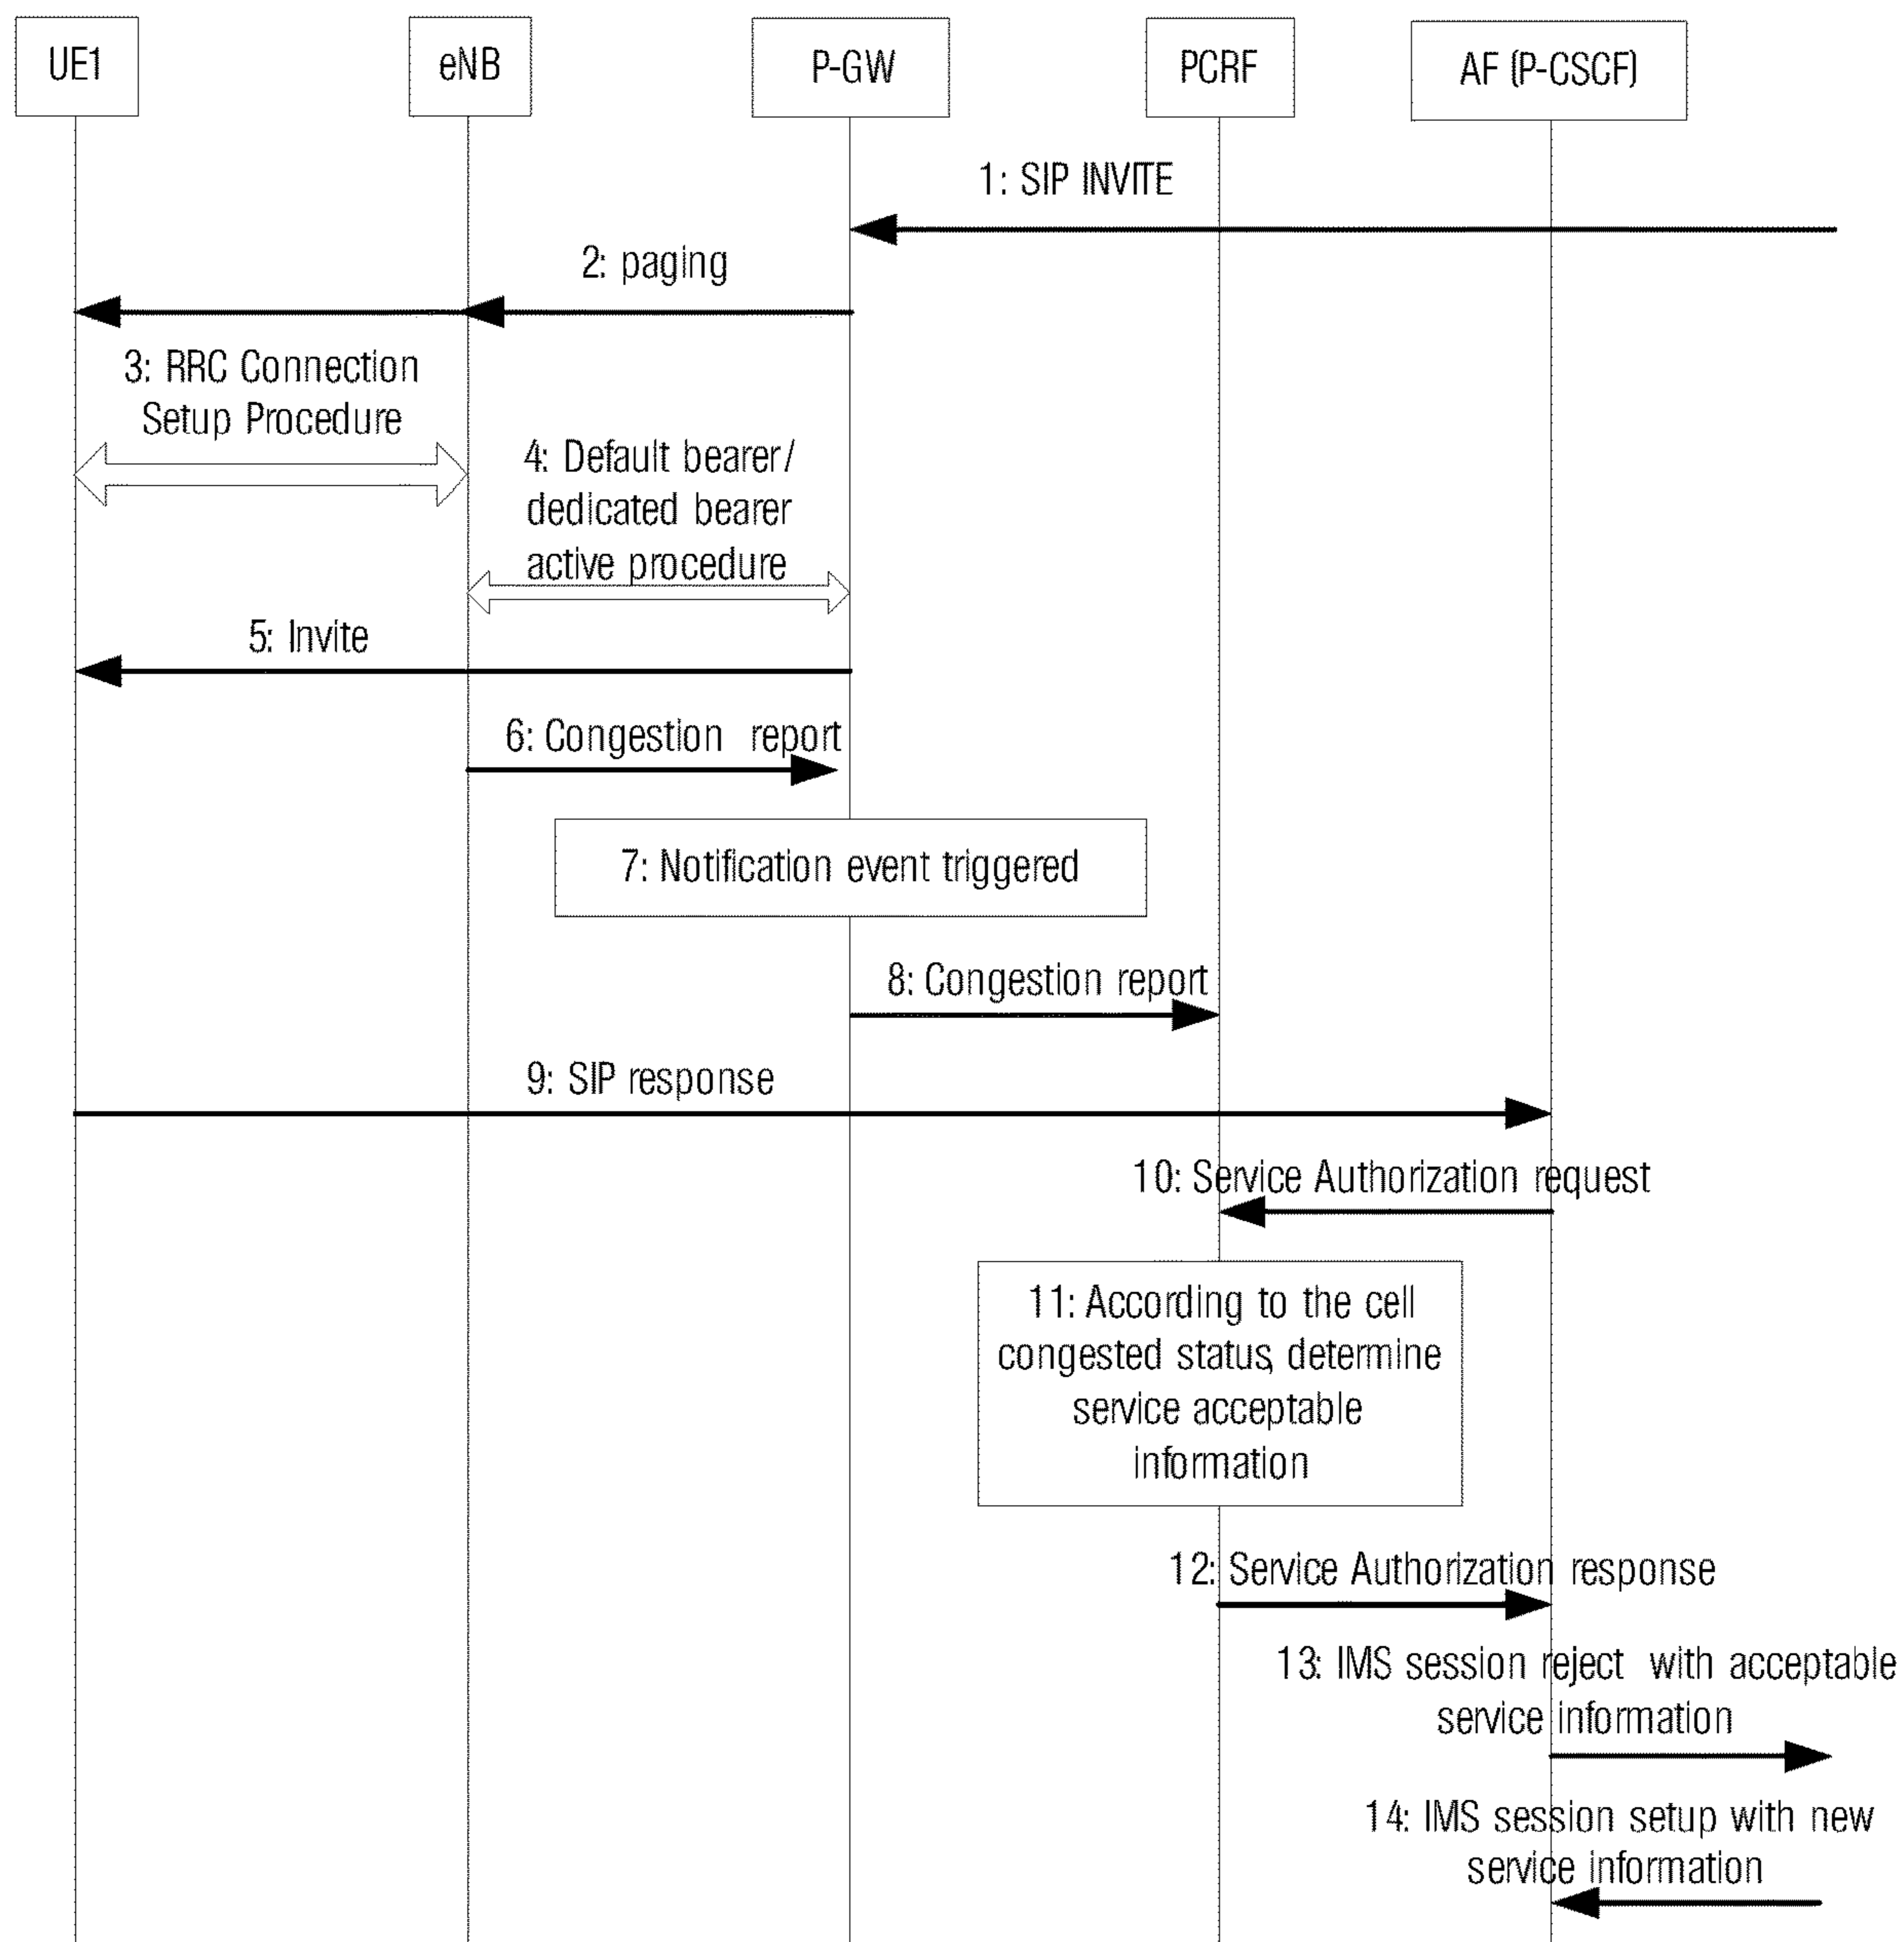 UE1
eNB
P-GW
PCRF
AF (P-CSCF)
1: SIP INVITE
2: paging
3: RRC Connection
Setup Procedure
4: Default bearer/
dedicated bearer
active procedure
5: Invite
6: Congestion report
7: Notification event triggered
8: Congestion report
9: SIP response
10: Service Authorization request
11: According to the cell
congested status, determine
service acceptable
information
12: Service Authorization response
13: IMS session reject with acceptable
service information
14: IMS session setup with new
service information